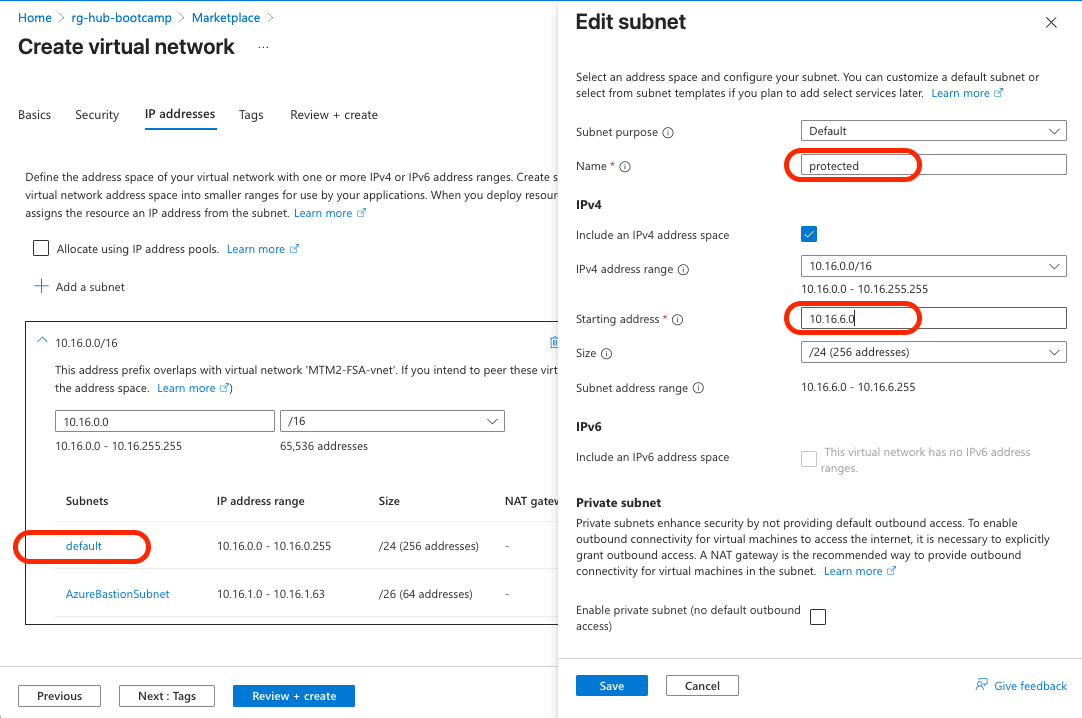 Home > rg-hub-bootcamp > Marketplace >
Create virtual network ...
Basics Security IP addresses Tags Review + create
Define the address space of your virtual network with one or more IPv4 or IPv6 address ranges. Create s
virtual network address space into smaller ranges for use by your applications. When you deploy resour
assigns the resource an IP address from the subnet. Learn more
Allocate using IP address pools. Learn more
+ Add a subnet
10.16.0.0/16
This address prefix overlaps with virtual network 'MTM2-FSA-vnet'. If you intend to peer these virt
the address space. Learn more )
10.16.0.0 /16
10.16.0.0 - 10.16.255.255 65,536 addresses
Subnets IP address range Size NAT gatew
default 10.16.0.0 - 10.16.0.255 /24 (256 addresses) -
AzureBastionSubnet 10.16.1.0 - 10.16.1.63 /26 (64 addresses) -
Previous Next : Tags Review + create
Edit subnet
Select an address space and configure your subnet. You can customize a default subnet or
select from subnet templates if you plan to add select services later. Learn more
Subnet purpose Default
Name * protected
IPv4
Include an IPv4 address space
IPv4 address range 10.16.0.0/16
10.16.0.0 - 10.16.255.255
Starting address * 10.16.6.0
Size /24 (256 addresses)
Subnet address range 10.16.6.0 - 10.16.6.255
IPv6
Include an IPv6 address space This virtual network has no IPv6 address
ranges.
Private subnet
Private subnets enhance security by not providing default outbound access. To enable
outbound connectivity for virtual machines to access the internet, it is necessary to explicitly
grant outbound access. A NAT gateway is the recommended way to provide outbound
connectivity for virtual machines in the subnet. Learn more
Enable private subnet (no default outbound
access)
Save Cancel Give feedback